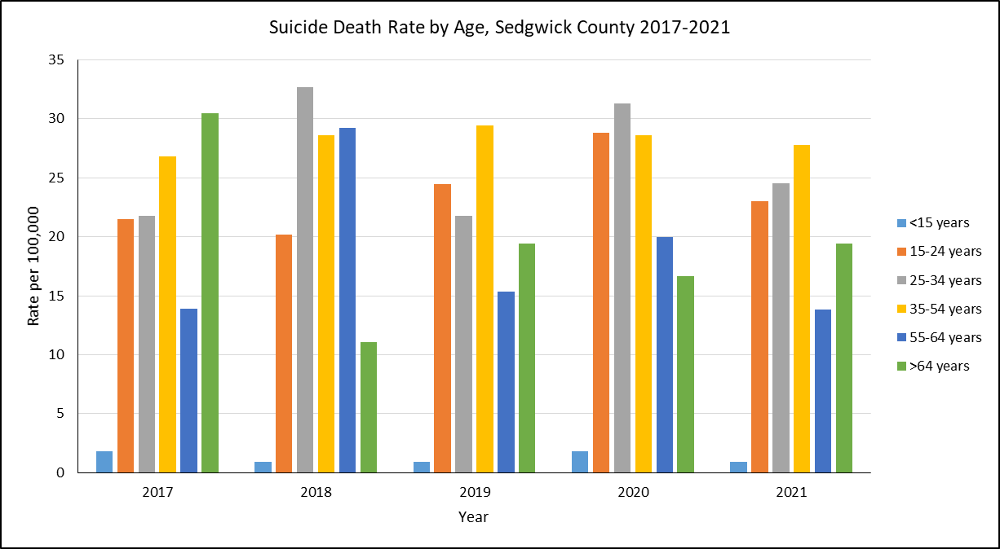 Suicide Death Rate by Age, Sedgwick County 2017-2021
35
30
25
20
15
10
5
0
Rate per 100,000
2017 2018 2019 2020 2021
Year
<15 years
15-24 years
25-34 years
35-54 years
55-64 years
>64 years